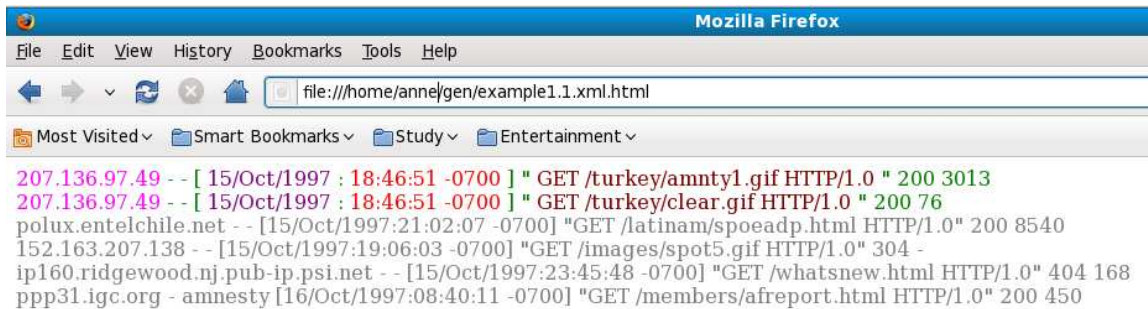 Mozilla Firefox
File Edit View History Bookmarks Tools Help
file:///home/anne/gen/example1.1.xml.html
Most Visited Smart Bookmarks Study Entertainment
207.136.97.49 - - [ 15/Oct/1997 : 18:46:51 -0700 ] " GET /turkey/amnty1.gif HTTP/1.0 " 200 3013
207.136.97.49 - - [ 15/Oct/1997 : 18:46:51 -0700 ] " GET /turkey/clear.gif HTTP/1.0 " 200 76
polux.entelchile.net - - [15/Oct/1997:21:02:07 -0700] "GET /latinam/spoeadp.html HTTP/1.0" 200 8540
152.163.207.138 - - [15/Oct/1997:19:06:03 -0700] "GET /images/spot5.gif HTTP/1.0" 304 -
ip160.ridgewood.nj.pub-ip.psi.net - - [15/Oct/1997:23:45:48 -0700] "GET /whatsnew.html HTTP/1.0" 404 168
ppp31.igc.org - amnesty [16/Oct/1997:08:40:11 -0700] "GET /members/afreport.html HTTP/1.0" 200 450